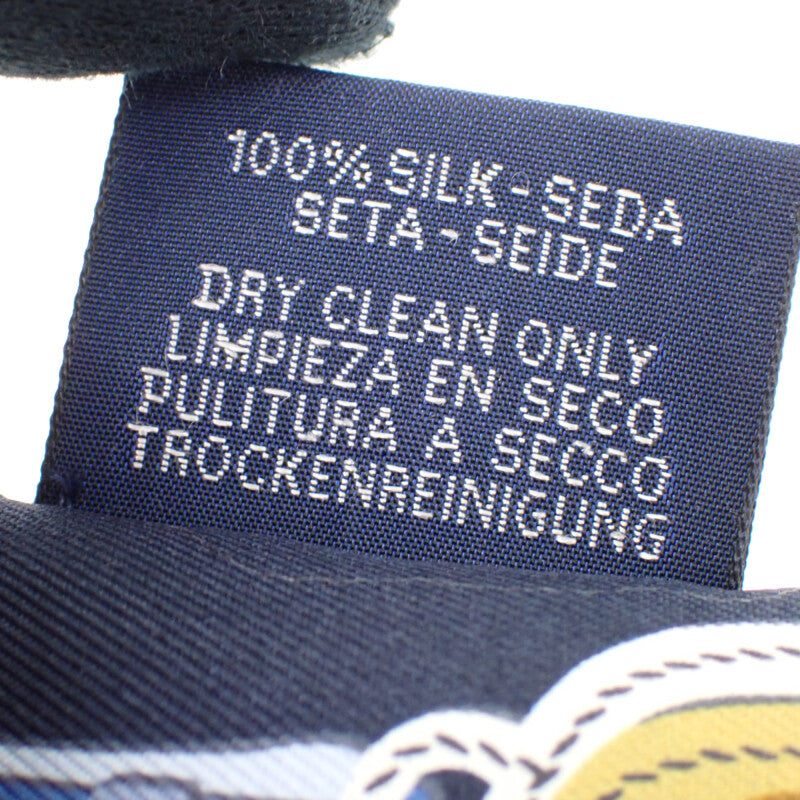 100% SILK - SEDA
SETA - SEIDE
DRY CLEAN ONLY
LIMPIEZA EN SECO
PULITURA A SECCO
TROCKENREINIGUNG